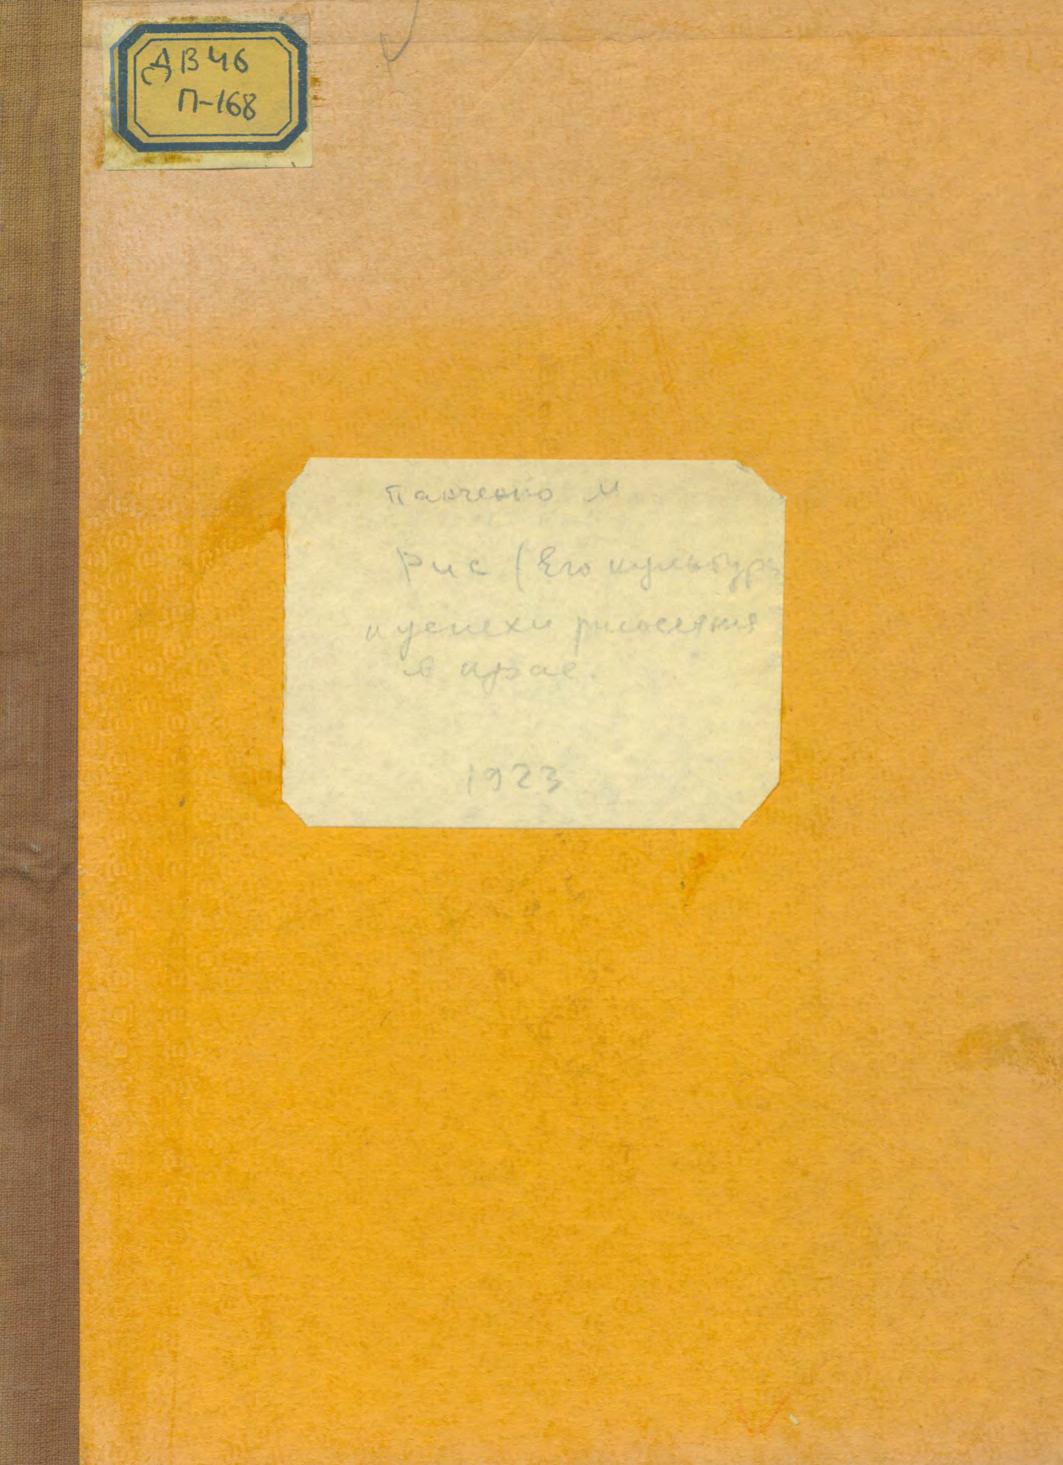 ДВ 46
П-168
Панченко М
Рис (Его культура
и успехи рисосеяния
в крае.
1923